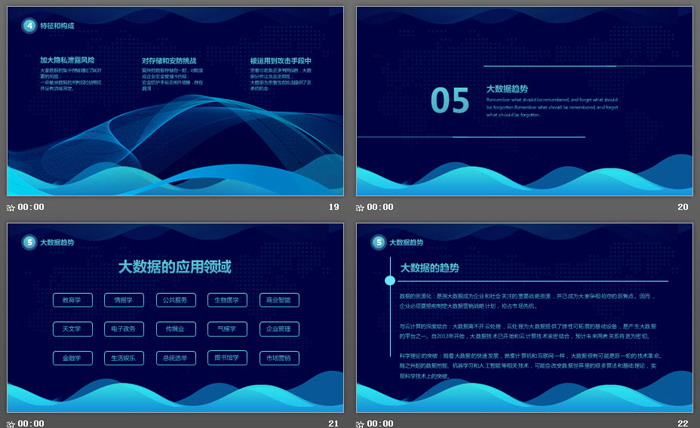 4 特征和构成
加大隐私泄露风险
对存储和安防挑战
被运用到攻击手段中
00:00
19
05
大数据趋势
Remember what should be remembered, and forget what should
be forgotten.Remember what should be remembered, and forget
what should be forgotten.
00:00
20
5 大数据趋势
大数据的应用领域
教育学 情报学 公共服务 生物医学 商业智能
天文学 电子政务 传媒业 气候学 企业管理
金融学 生活娱乐 总统选举 图书馆学 市场营销
00:00
21
5 大数据趋势
大数据的趋势
数据的资源化：是指大数据成为企业和社会关注的重要战略资源，并已成为大家争相抢夺的新焦点。因而，
企业必须要提前制定大数据营销战略计划，抢占市场先机。
与云计算的深度结合：大数据离不开云处理，云处理为大数据提供了弹性可拓展的基础设备，是产生大数据
的平台之一。自2013年开始，大数据技术已开始和云计算技术紧密结合，预计未来两者关系将更为密切。
科学理论的突破：随着大数据的快速发展，就像计算机和互联网一样，大数据很有可能是新一轮的技术革命。
随之兴起的数据挖掘、机器学习和人工智能等相关技术，可能会改变数据世界里的很多算法和基础理论，实
现科学技术上的突破。
00:00
22